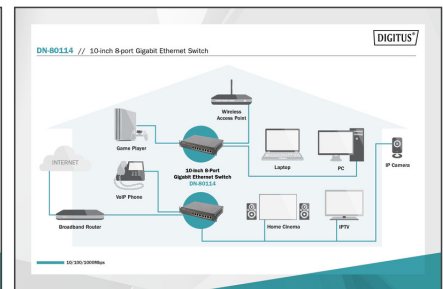 DIGITUS®
DN-80114 // 10-inch 8-port Gigabit Ethernet Switch
Wireless
Access Point
Game Player
INTERNET
10-Inch 8-Port
Gigabit Ethernet Switch
DN-80114
Laptop
PC
IP Camera
VoIP Phone
Broadband Router
Home Cinema
IPTV
10/100/1000Mbps